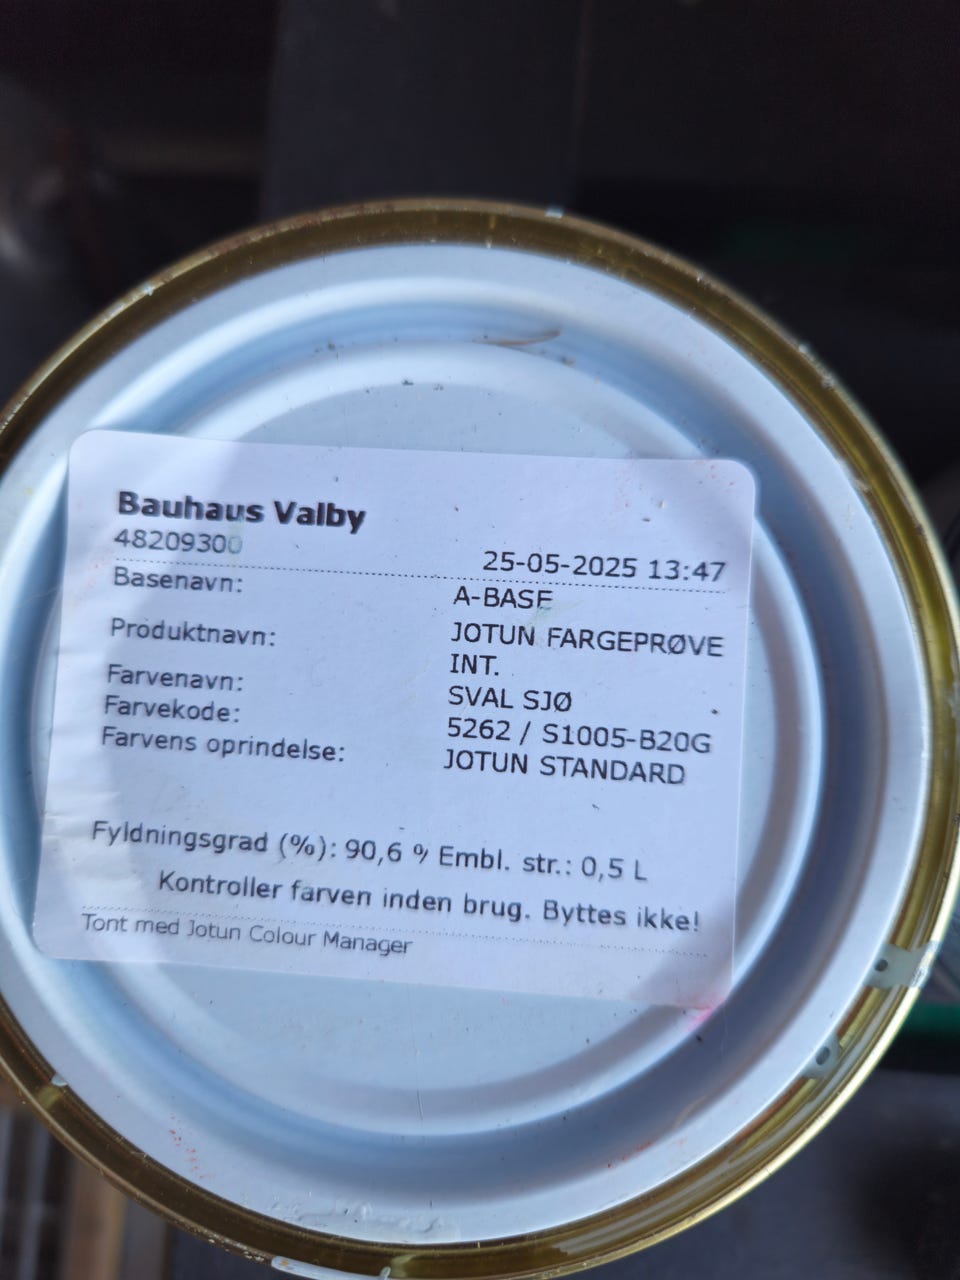 Bauhaus Valby
48209300
25-05-2025 13:47
Basenavn: A-BASE
Produktnavn: JOTUN FARGEPRØVE
INT.
Farvenavn: SVAL SJØ
Farvekode: 5262 / S1005-B20G
Farvens oprindelse: JOTUN STANDARD
Fyldningsgrad (%): 90,6 % Embl. str.: 0,5 L
Kontroller farven inden brug. Byttes ikke!
Tont med Jotun Colour Manager